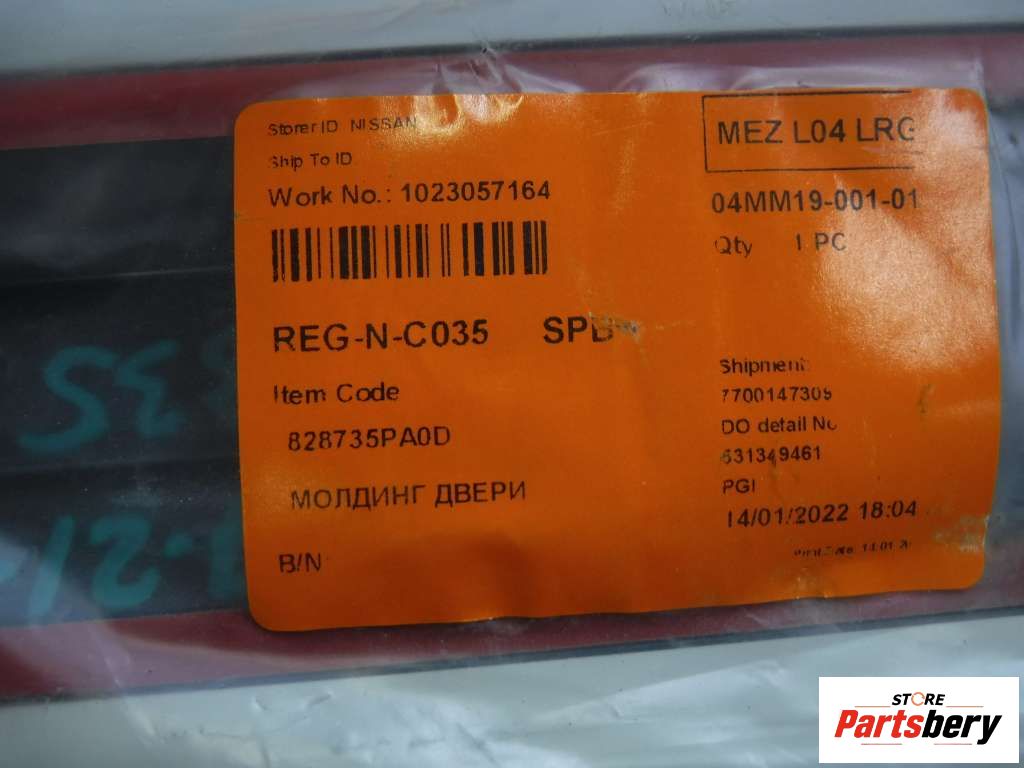 Storer ID NISSAN
Ship To ID
Work No.: 1023057164
REG-N-C035 SPB
Item Code
828735PA0D
МОЛДИНГ ДВЕРИ
B/N
MEZ L04 LRG
04MM19-001-01
Qty 1 PC
Shipment:
7700147309
DO detail No
631349461
PGI
14/01/2022 18:04
STORE
Partsbery